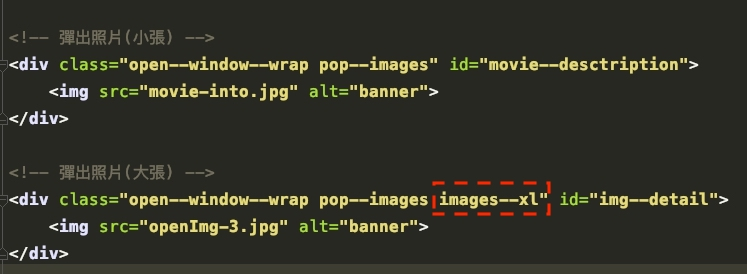 <!-- 彈出照片(小張) -->
<div class="open--window--wrap pop--images" id="movie--desctription">
<img src="movie-into.jpg" alt="banner">
</div>
<!-- 彈出照片(大張) -->
<div class="open--window--wrap pop--images images--xl" id="img--detail">
<img src="openImg-3.jpg" alt="banner">
</div>